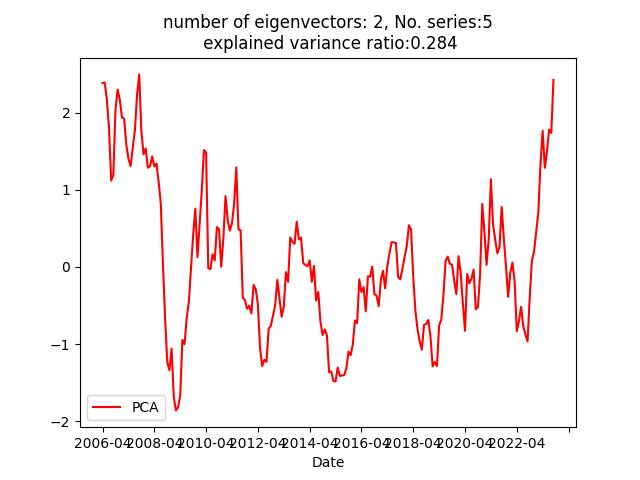 number of eigenvectors: 2, No. series:5
explained variance ratio:0.284
2
1
0
−1
−2
PCA
2006-04 2008-04 2010-04 2012-04 2014-04 2016-04 2018-04 2020-04 2022-04
Date